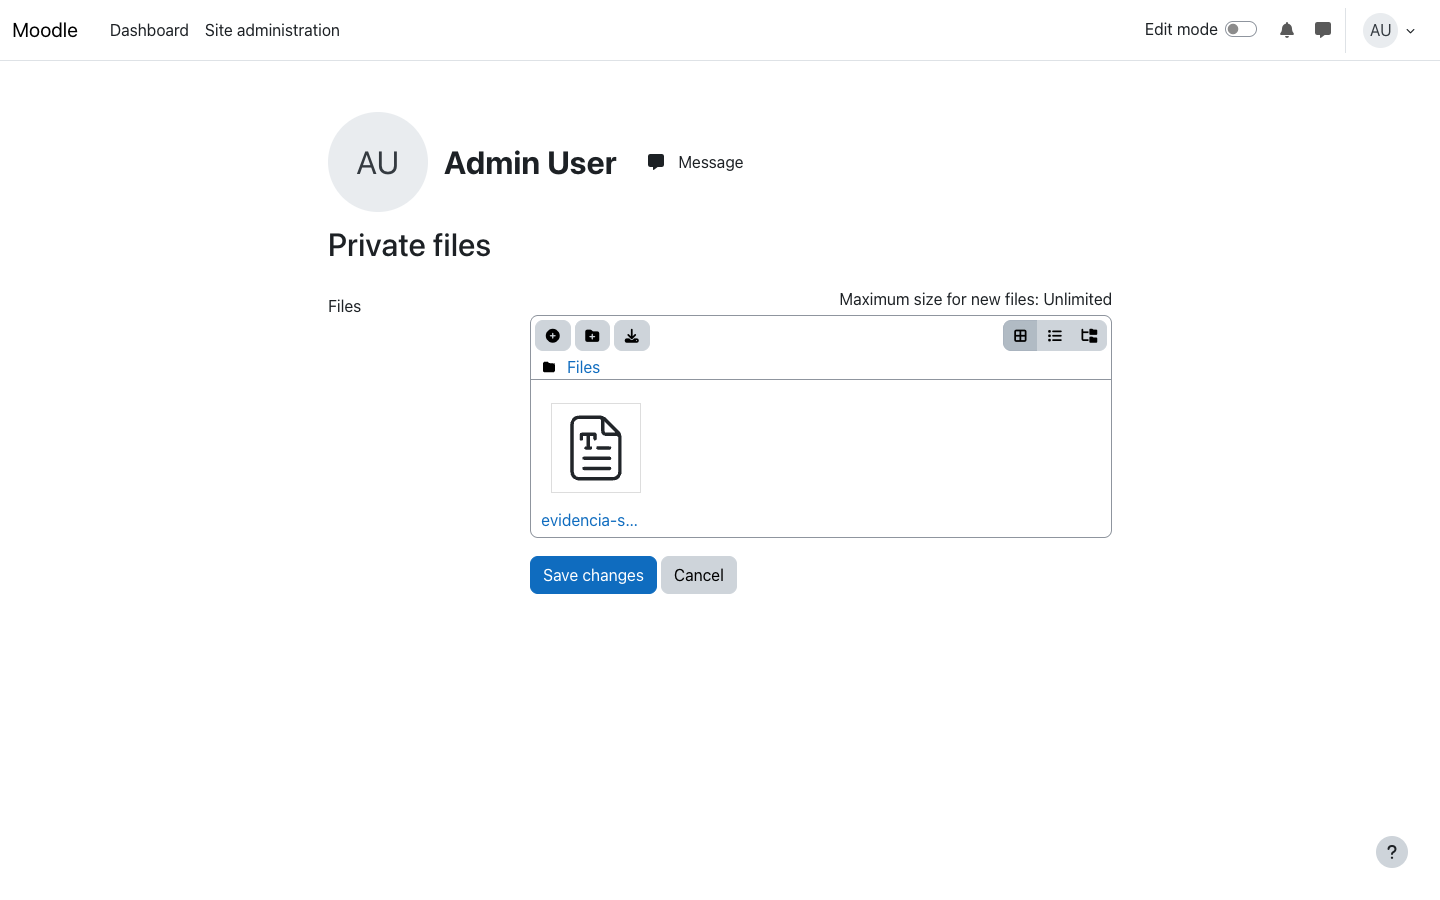 Moodle Dashboard Site administration Edit mode AU
AU Admin User Message
Private files
Maximum size for new files: Unlimited
Files
Files
evidencia-s...
Save changes Cancel
?